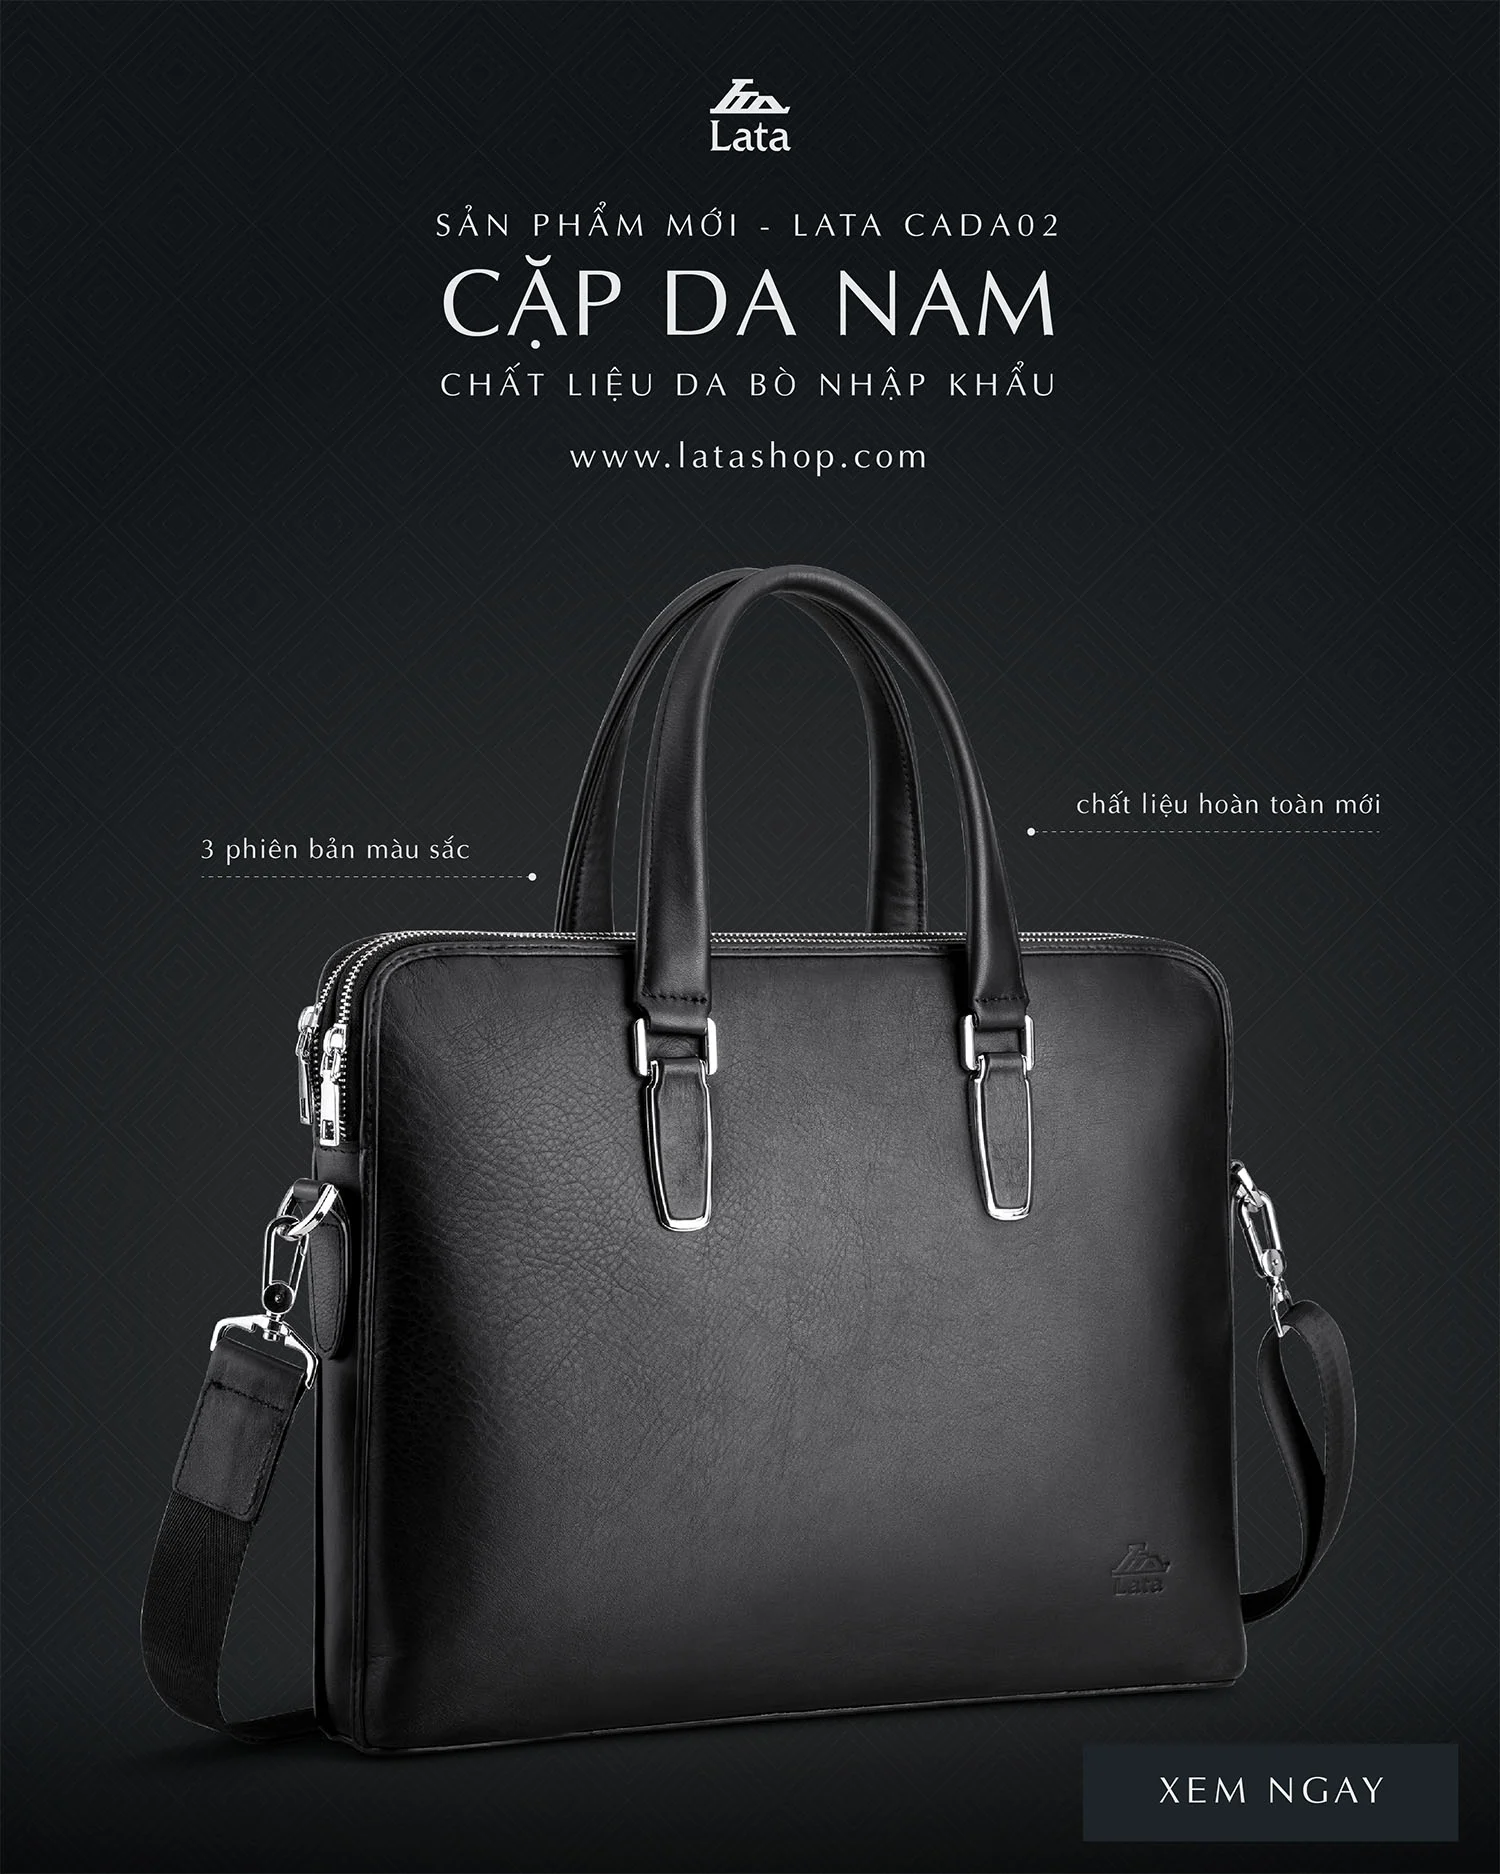 Lata
SẢN PHẨM MỚI - LATA CADA02
CẶP DA NAM
CHẤT LIỆU DA BÒ NHẬP KHẨU
www.latashop.com
chất liệu hoàn toàn mới
3 phiên bản màu sắc
Lata
XEM NGAY